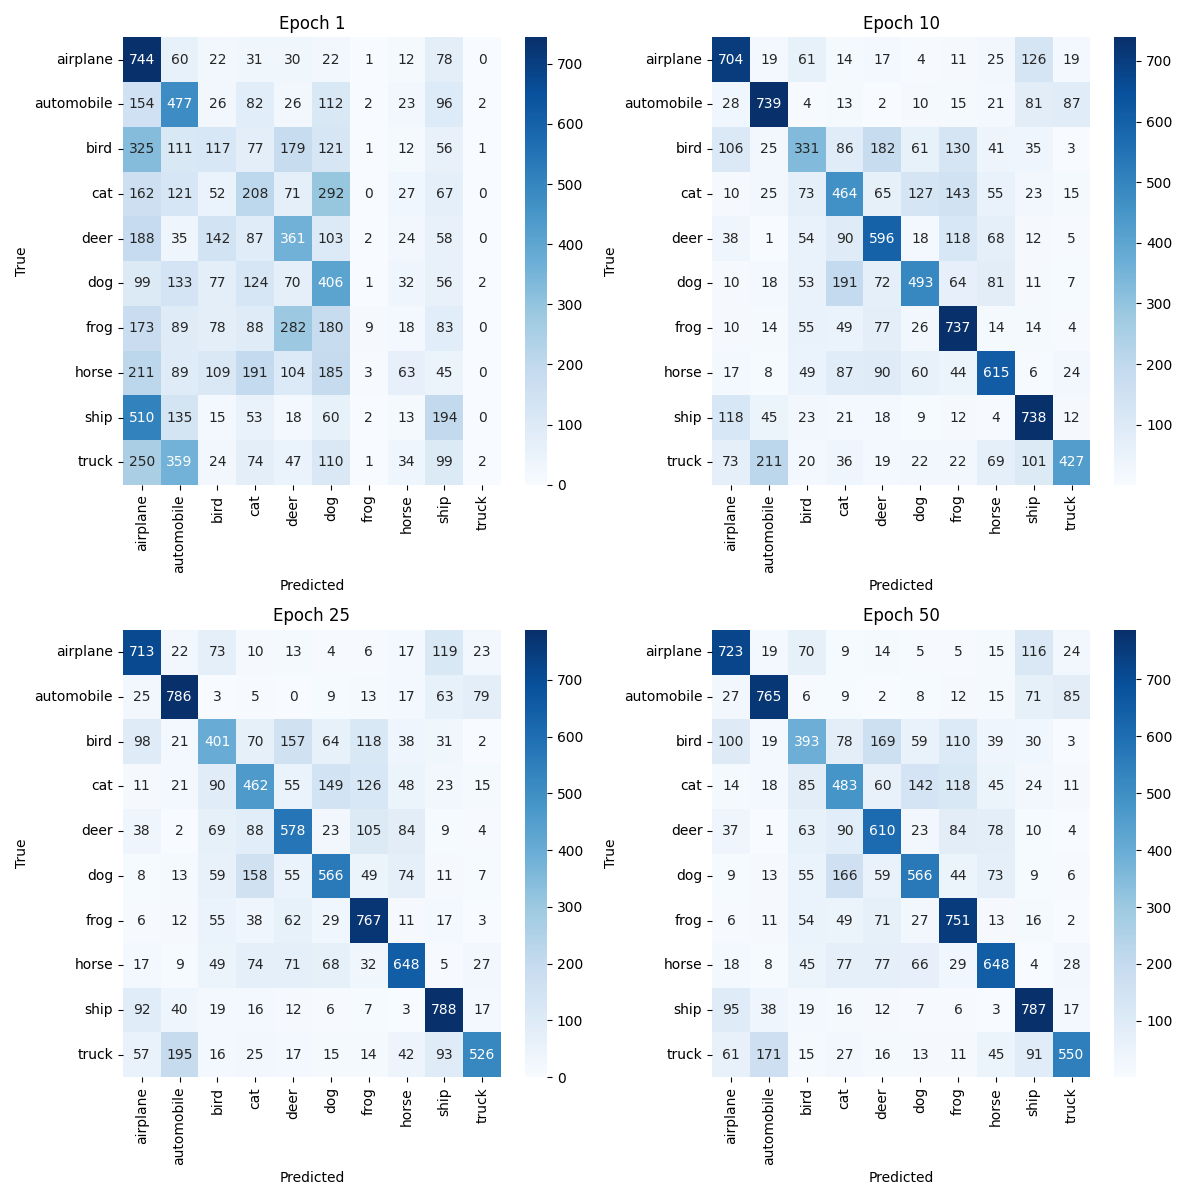 Epoch 1
True
airplane 744 60 22 31 30 22 1 12 78 0
automobile 154 477 26 82 26 112 2 23 96 2
bird 325 111 117 77 179 121 1 12 56 1
cat 162 121 52 208 71 292 0 27 67 0
deer 188 35 142 87 361 103 2 24 58 0
dog 99 133 77 124 70 406 1 32 56 2
frog 173 89 78 88 282 180 9 18 83 0
horse 211 89 109 191 104 185 3 63 45 0
ship 510 135 15 53 18 60 2 13 194 0
truck 250 359 24 74 47 110 1 34 99 2
airplane automobile bird cat deer dog frog horse ship truck
Predicted
700
600
500
400
300
200
100
0
Epoch 10
True
airplane 704 19 61 14 17 4 11 25 126 19
automobile 28 739 4 13 2 10 15 21 81 87
bird 106 25 331 86 182 61 130 41 35 3
cat 10 25 73 464 65 127 143 55 23 15
deer 38 1 54 90 596 18 118 68 12 5
dog 10 18 53 191 72 493 64 81 11 7
frog 10 14 55 49 77 26 737 14 14 4
horse 17 8 49 87 90 60 44 615 6 24
ship 118 45 23 21 18 9 12 4 738 12
truck 73 211 20 36 19 22 22 69 101 427
airplane automobile bird cat deer dog frog horse ship truck
Predicted
700
600
500
400
300
200
100
Epoch 25
True
airplane 713 22 73 10 13 4 6 17 119 23
automobile 25 786 3 5 0 9 13 17 63 79
bird 98 21 401 70 157 64 118 38 31 2
cat 11 21 90 462 55 149 126 48 23 15
deer 38 2 69 88 578 23 105 84 9 4
dog 8 13 59 158 55 566 49 74 11 7
frog 6 12 55 38 62 29 767 11 17 3
horse 17 9 49 74 71 68 32 648 5 27
ship 92 40 19 16 12 6 7 3 788 17
truck 57 195 16 25 17 15 14 42 93 526
airplane automobile bird cat deer dog frog horse ship truck
Predicted
700
600
500
400
300
200
100
0
Epoch 50
True
airplane 723 19 70 9 14 5 5 15 116 24
automobile 27 765 6 9 2 8 12 15 71 85
bird 100 19 393 78 169 59 110 39 30 3
cat 14 18 85 483 60 142 118 45 24 11
deer 37 1 63 90 610 23 84 78 10 4
dog 9 13 55 166 59 566 44 73 9 6
frog 6 11 54 49 71 27 751 13 16 2
horse 18 8 45 77 77 66 29 648 4 28
ship 95 38 19 16 12 7 6 3 787 17
truck 61 171 15 27 16 13 11 45 91 550
airplane automobile bird cat deer dog frog horse ship truck
Predicted
700
600
500
400
300
200
100